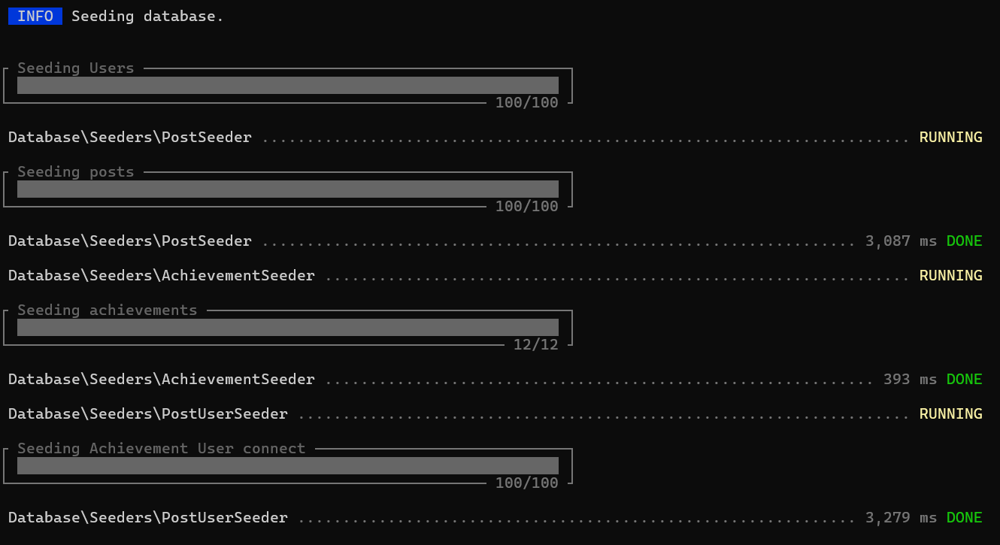 INFO Seeding database.
Seeding Users
100/100
Database\Seeders\PostSeeder ........................................................................ RUNNING
Seeding posts
100/100
Database\Seeders\PostSeeder .................................................................. 3,087 ms DONE
Database\Seeders\AchievementSeeder ................................................................. RUNNING
Seeding achievements
12/12
Database\Seeders\AchievementSeeder ............................................................. 393 ms DONE
Database\Seeders\PostUserSeeder .................................................................... RUNNING
Seeding Achievement User connect
100/100
Database\Seeders\PostUserSeeder .............................................................. 3,279 ms DONE